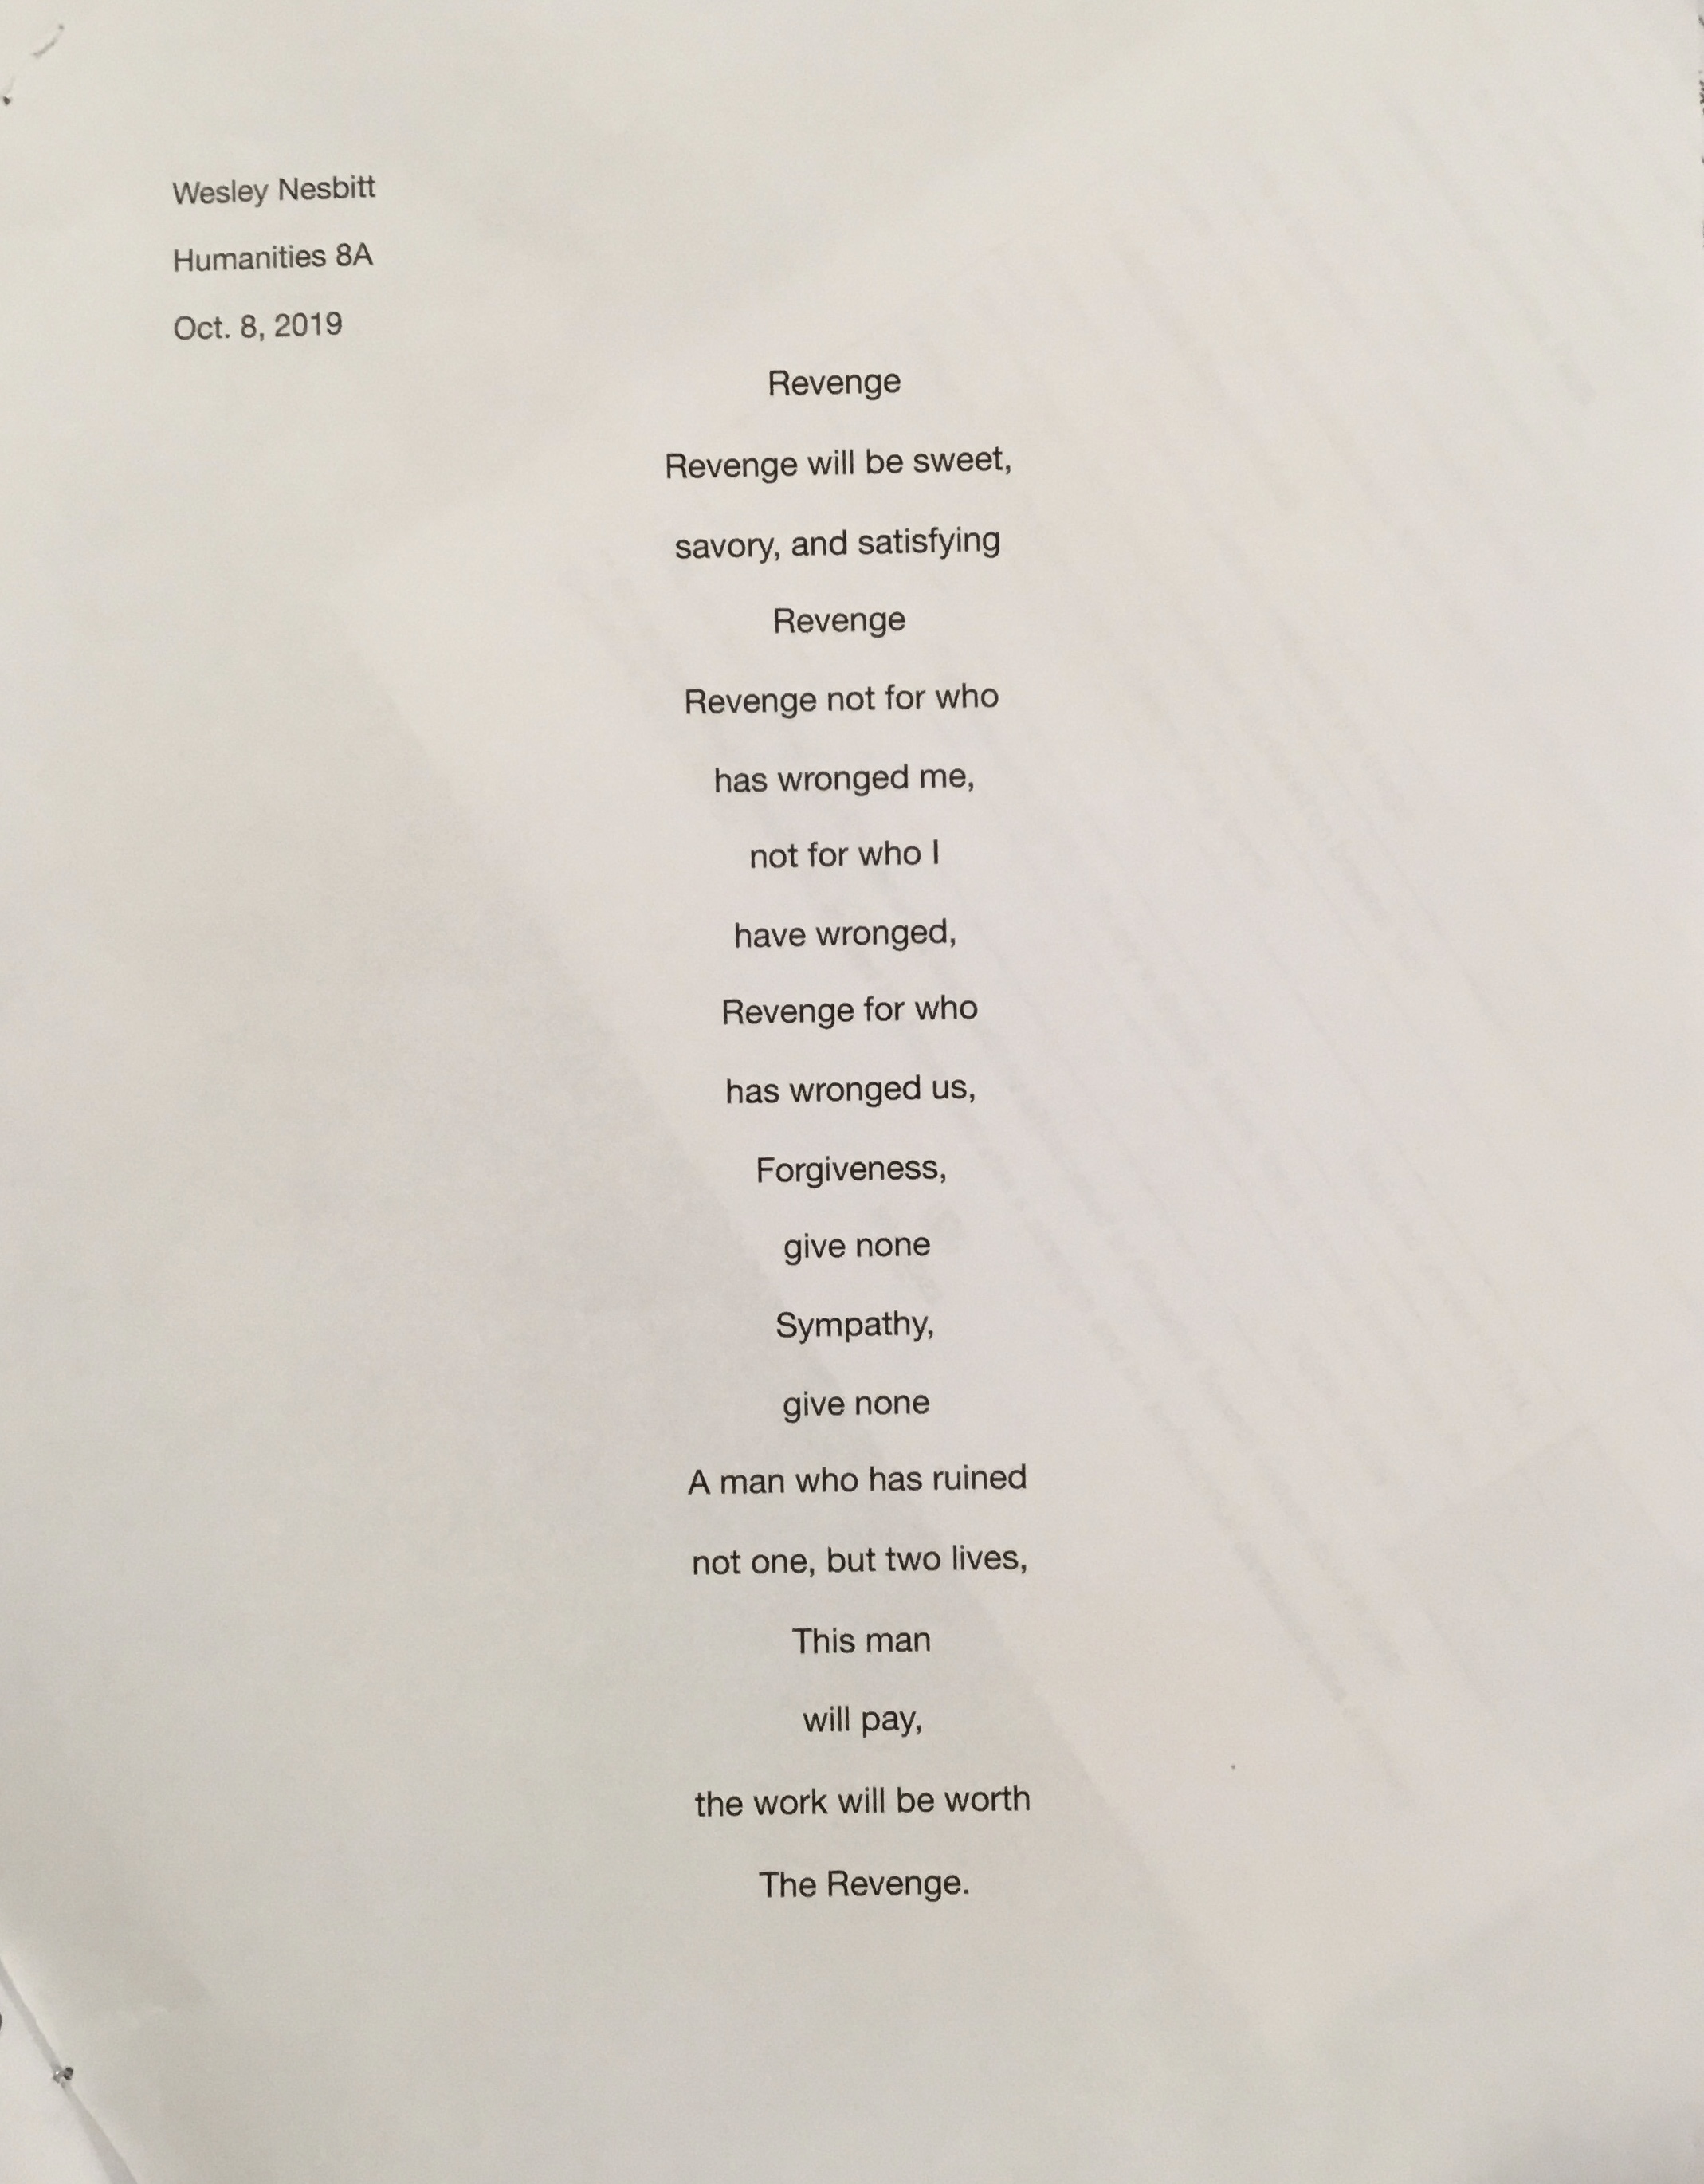 Wesley Nesbitt
Humanities 8A
Oct. 8, 2019
Revenge
Revenge will be sweet,
savory, and satisfying
Revenge
Revenge not for who
has wronged me,
not for who I
have wronged,
Revenge for who
has wronged us,
Forgiveness,
give none
Sympathy,
give none
A man who has ruined
not one, but two lives,
This man
will pay,
the work will be worth
The Revenge.